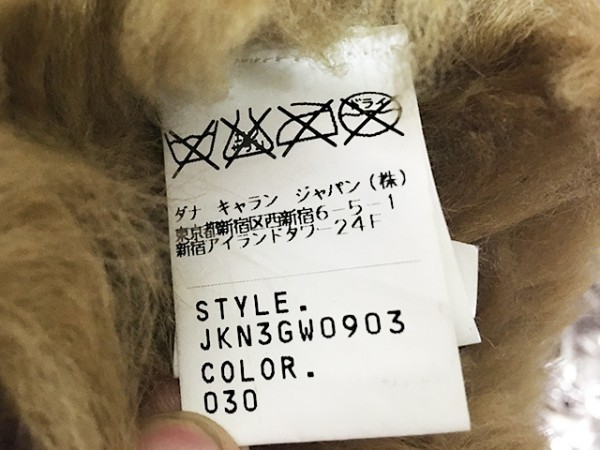 ドライ
ダナ キャラン ジャパン(株)
東京都新宿区西新宿6-5-1
新宿アイランドタワー24F
STYLE.
JKN3GW0903
COLOR.
030